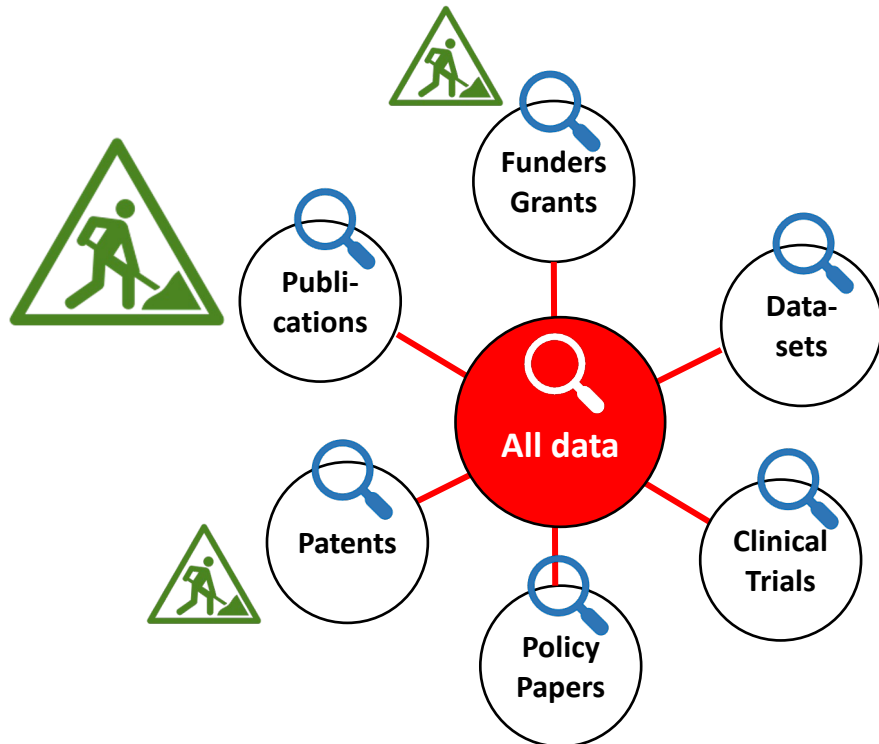 Funders
Grants
Publi-
cations
Data-
sets
All data
Patents
Clinical
Trials
Policy
Papers